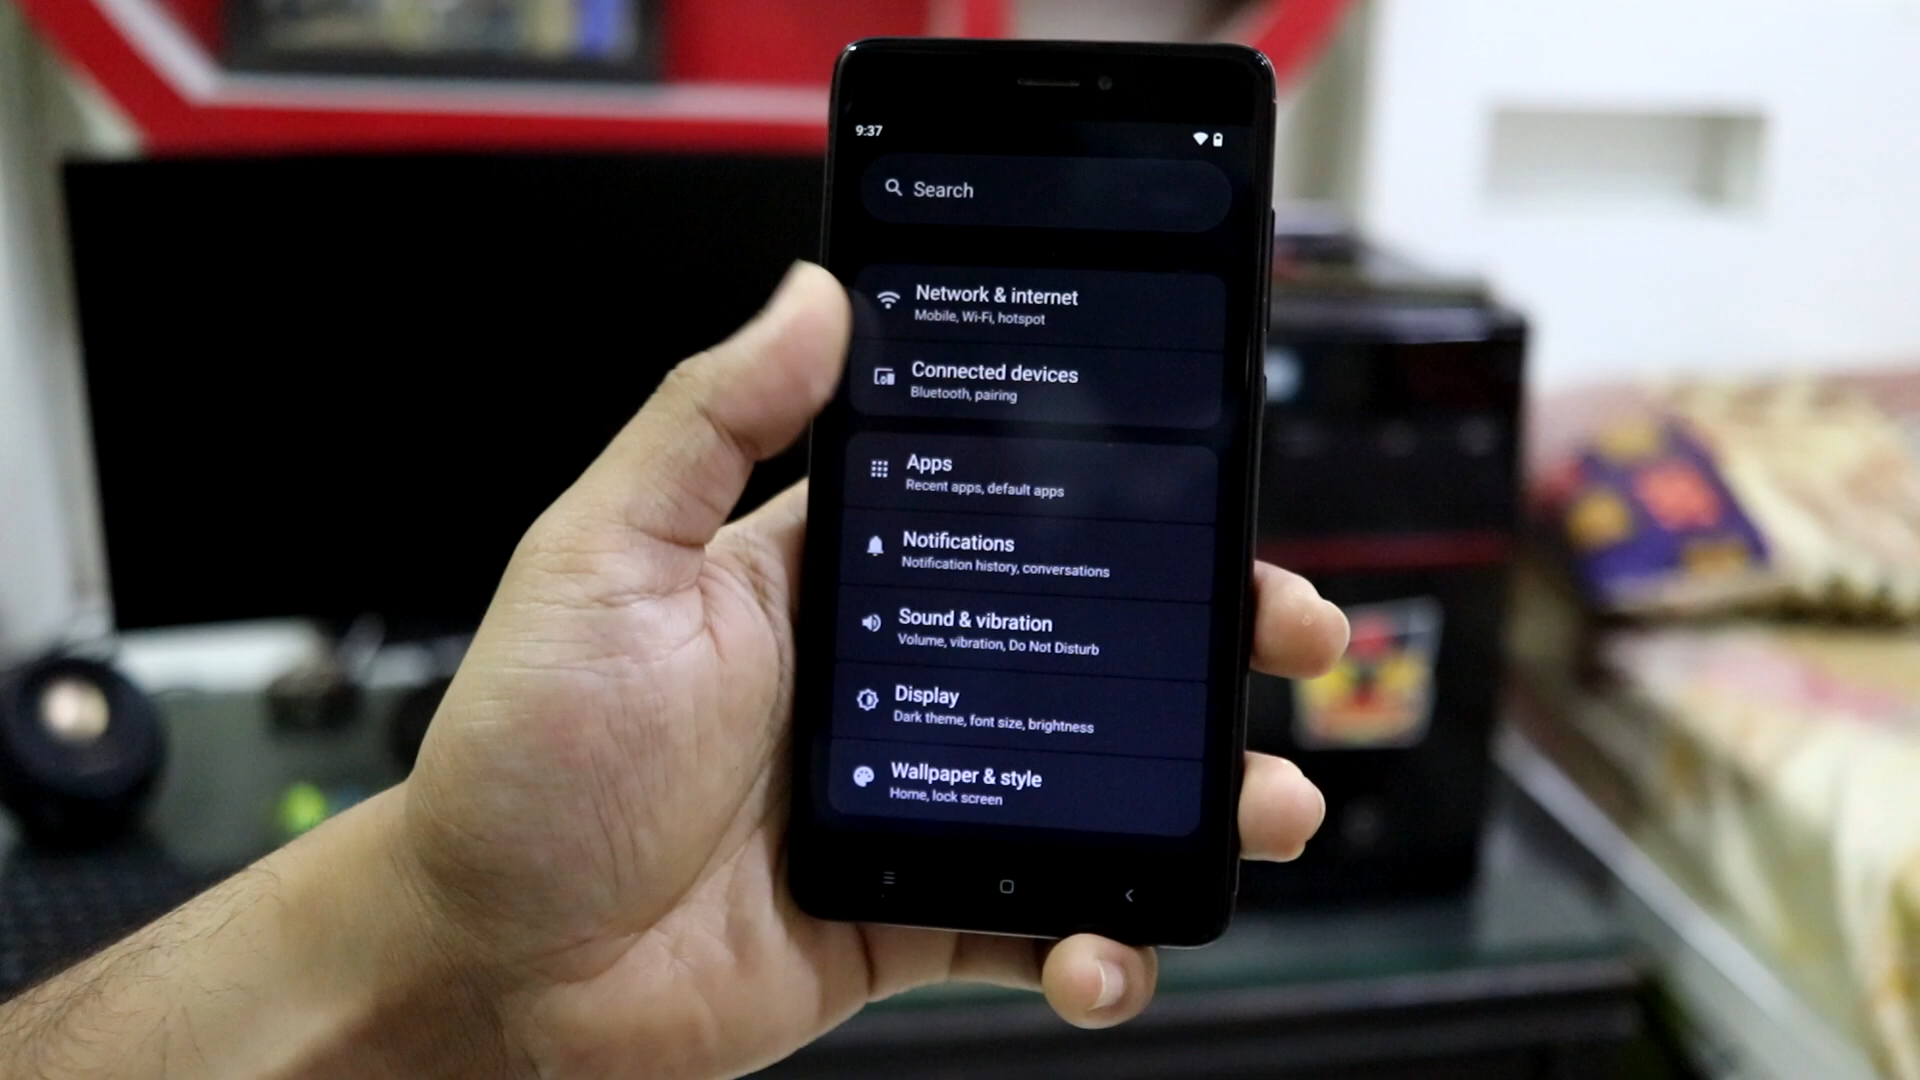 9:37
Search
Network & internet
Mobile, Wi-Fi, hotspot
Connected devices
Bluetooth, pairing
Apps
Recent apps, default apps
Notifications
Notification history, conversations
Sound & vibration
Volume, vibration, Do Not Disturb
Display
Dark theme, font size, brightness
Wallpaper & style
Home, lock screen